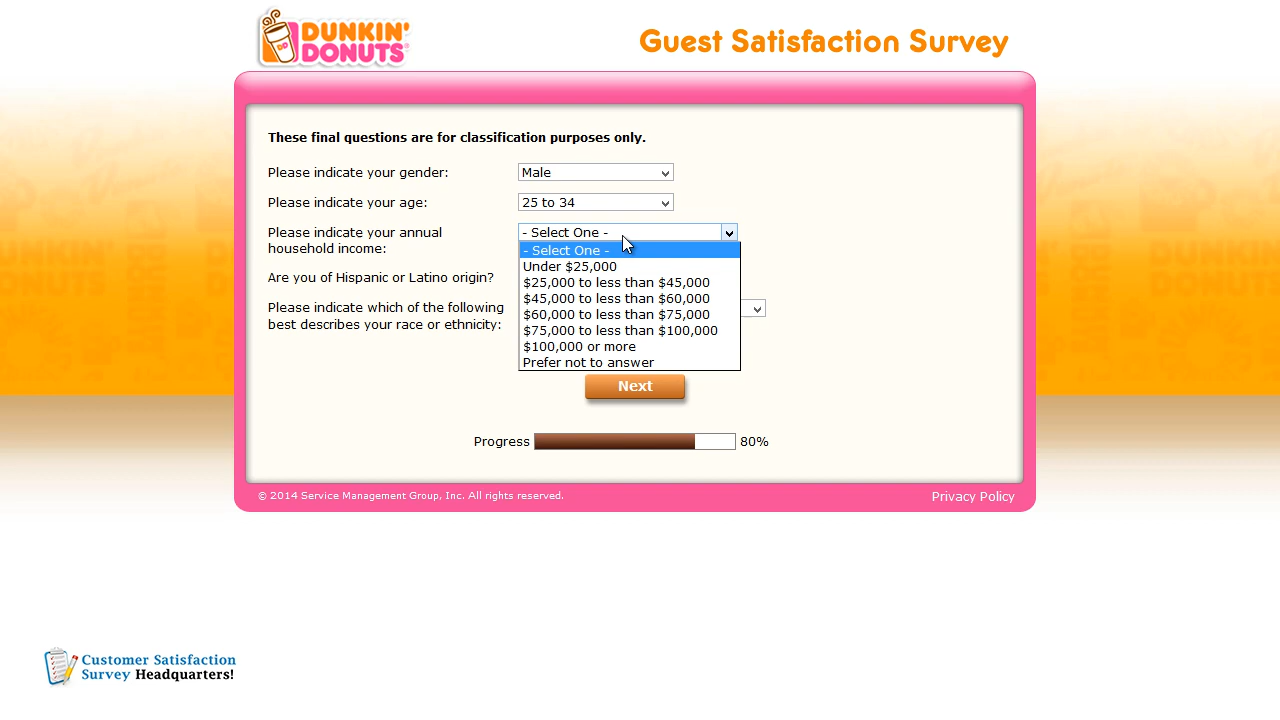 DUNKIN'
DONUTS
Guest Satisfaction Survey
These final questions are for classification purposes only.
Please indicate your gender:
Male
Please indicate your age:
25 to 34
Please indicate your annual
household income:
- Select One -
- Select One -
Under $25,000
$25,000 to less than $45,000
$45,000 to less than $60,000
$60,000 to less than $75,000
$75,000 to less than $100,000
$100,000 or more
Prefer not to answer
Are you of Hispanic or Latino origin?
Please indicate which of the following
best describes your race or ethnicity:
Next
Progress 80%
© 2014 Service Management Group, Inc. All rights reserved.
Privacy Policy
Customer Satisfaction
Survey Headquarters!